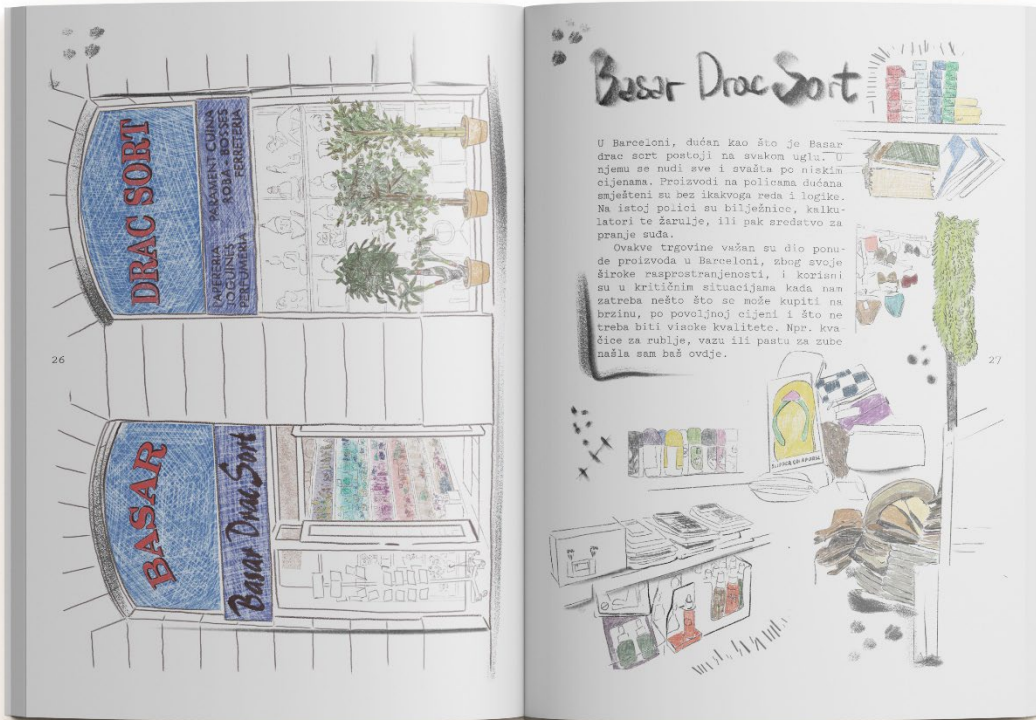 BASAR
DRAC SORT
Basar Drac Sort
PAPERERIA PARAMENT CUINA
JOGUINES ROBA - BOSSES
PERFUMERIA FERRETERIA
26
Basar Drac Sort
U Barceloni, dućan kao što je Basar
drac sort postoji na svakom uglu. U
njemu se nudi sve i svašta po niskim
cijenama. Proizvodi na policama dućana
smješteni su bez ikakvoga reda i logike.
Na istoj polici su bilježnice, kalku-
latori te žarulje, ili pak sredstvo za
pranje suđa.
Ovakve trgovine važan su dio ponu-
de proizvoda u Barceloni, zbog svoje
široke rasprostranjenosti, i korisni
su u kritičnim situacijama kada nam
zatreba nešto što se može kupiti na
brzinu, po povoljnoj cijeni i što ne
treba biti visoke kvalitete. Npr. kva-
čice za rublje, vazu ili pastu za zube
našla sam baš ovdje.
27